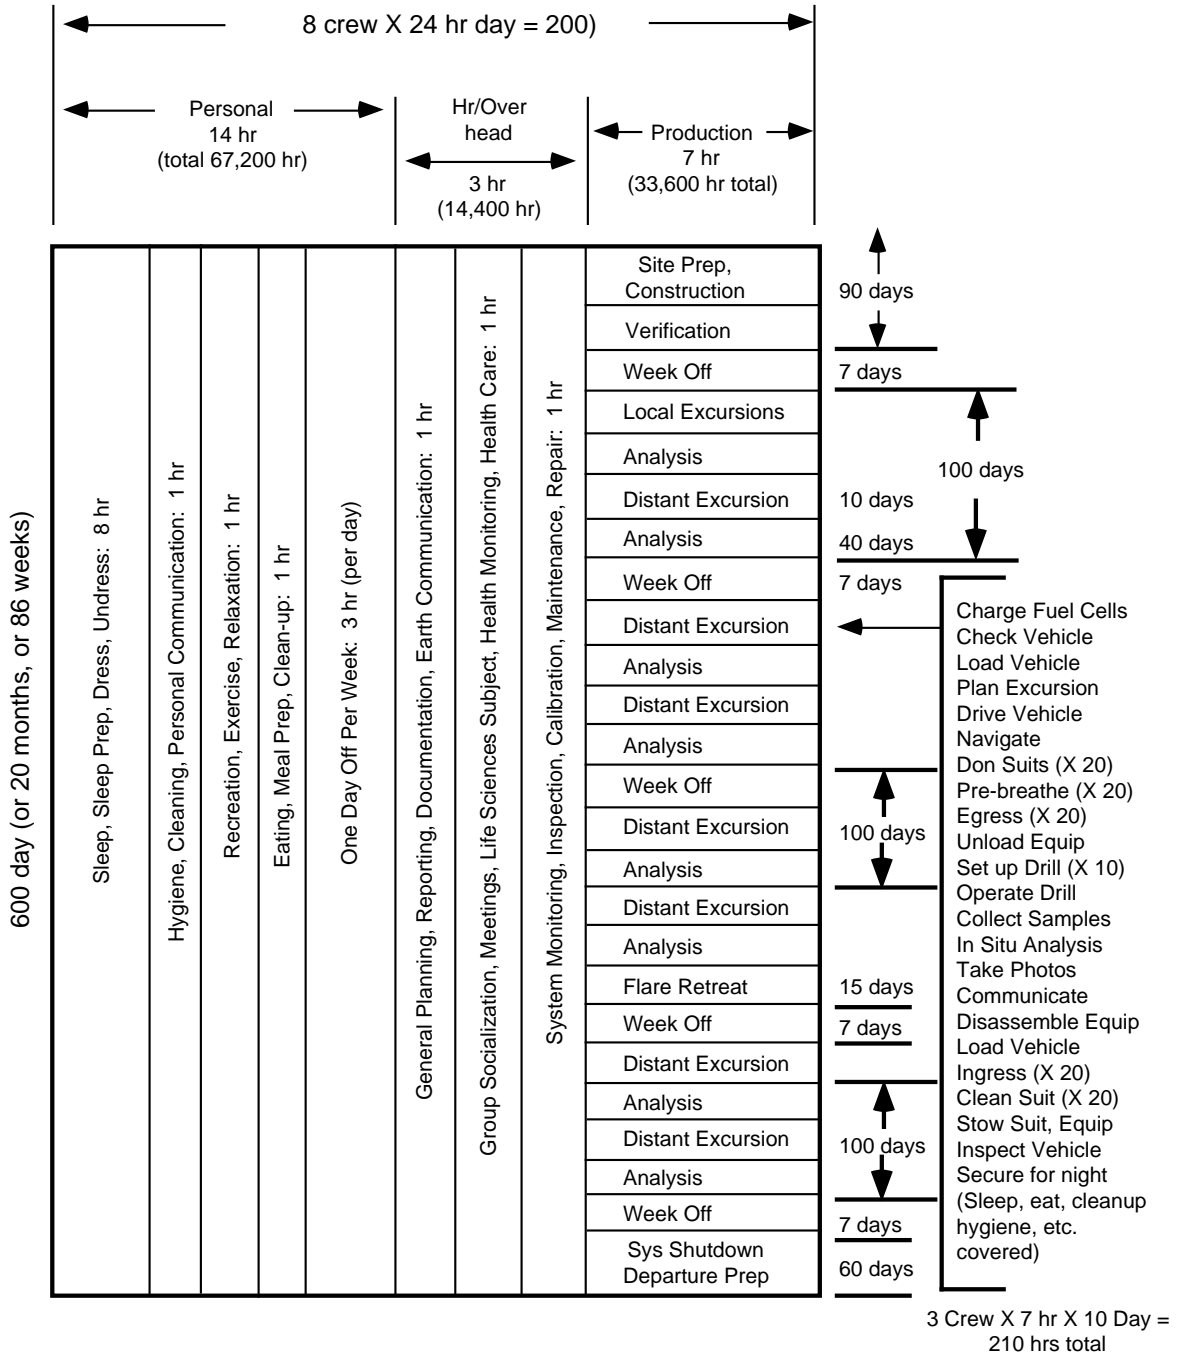 8 crew X 24 hr day = 200)
Personal
14 hr
(total 67,200 hr)
Hr/Over
head
3 hr
(14,400 hr)
Production
7 hr
(33,600 hr total)
600 day (or 20 months, or 86 weeks)
Sleep, Sleep Prep, Dress, Undress:  8 hr
Hygiene, Cleaning, Personal Communication:  1 hr
Recreation, Exercise, Relaxation:  1 hr
Eating, Meal Prep, Clean-up:  1 hr
One Day Off Per Week:  3 hr (per day)
General Planning, Reporting, Documentation, Earth Communication:  1 hr
Group Socialization, Meetings, Life Sciences Subject, Health Monitoring, Health Care:  1 hr
System Monitoring, Inspection, Calibration, Maintenance, Repair:  1 hr
Site Prep,
Construction
Verification
Week Off
Local Excursions
Analysis
Distant Excursion
Analysis
Week Off
Distant Excursion
Analysis
Distant Excursion
Analysis
Week Off
Distant Excursion
Analysis
Distant Excursion
Analysis
Flare Retreat
Week Off
Distant Excursion
Analysis
Distant Excursion
Analysis
Week Off
Sys Shutdown
Departure Prep
90 days
7 days
100 days
10 days
40 days
7 days
100 days
15 days
7 days
100 days
7 days
60 days
Charge Fuel Cells
Check Vehicle
Load Vehicle
Plan Excursion
Drive Vehicle
Navigate
Don Suits (X 20)
Pre-breathe (X 20)
Egress (X 20)
Unload Equip
Set up Drill (X 10)
Operate Drill
Collect Samples
In Situ Analysis
Take Photos
Communicate
Disassemble Equip
Load Vehicle
Ingress (X 20)
Clean Suit (X 20)
Stow Suit, Equip
Inspect Vehicle
Secure for night
(Sleep, eat, cleanup
hygiene, etc.
covered)
3 Crew X 7 hr X 10 Day =
210 hrs total